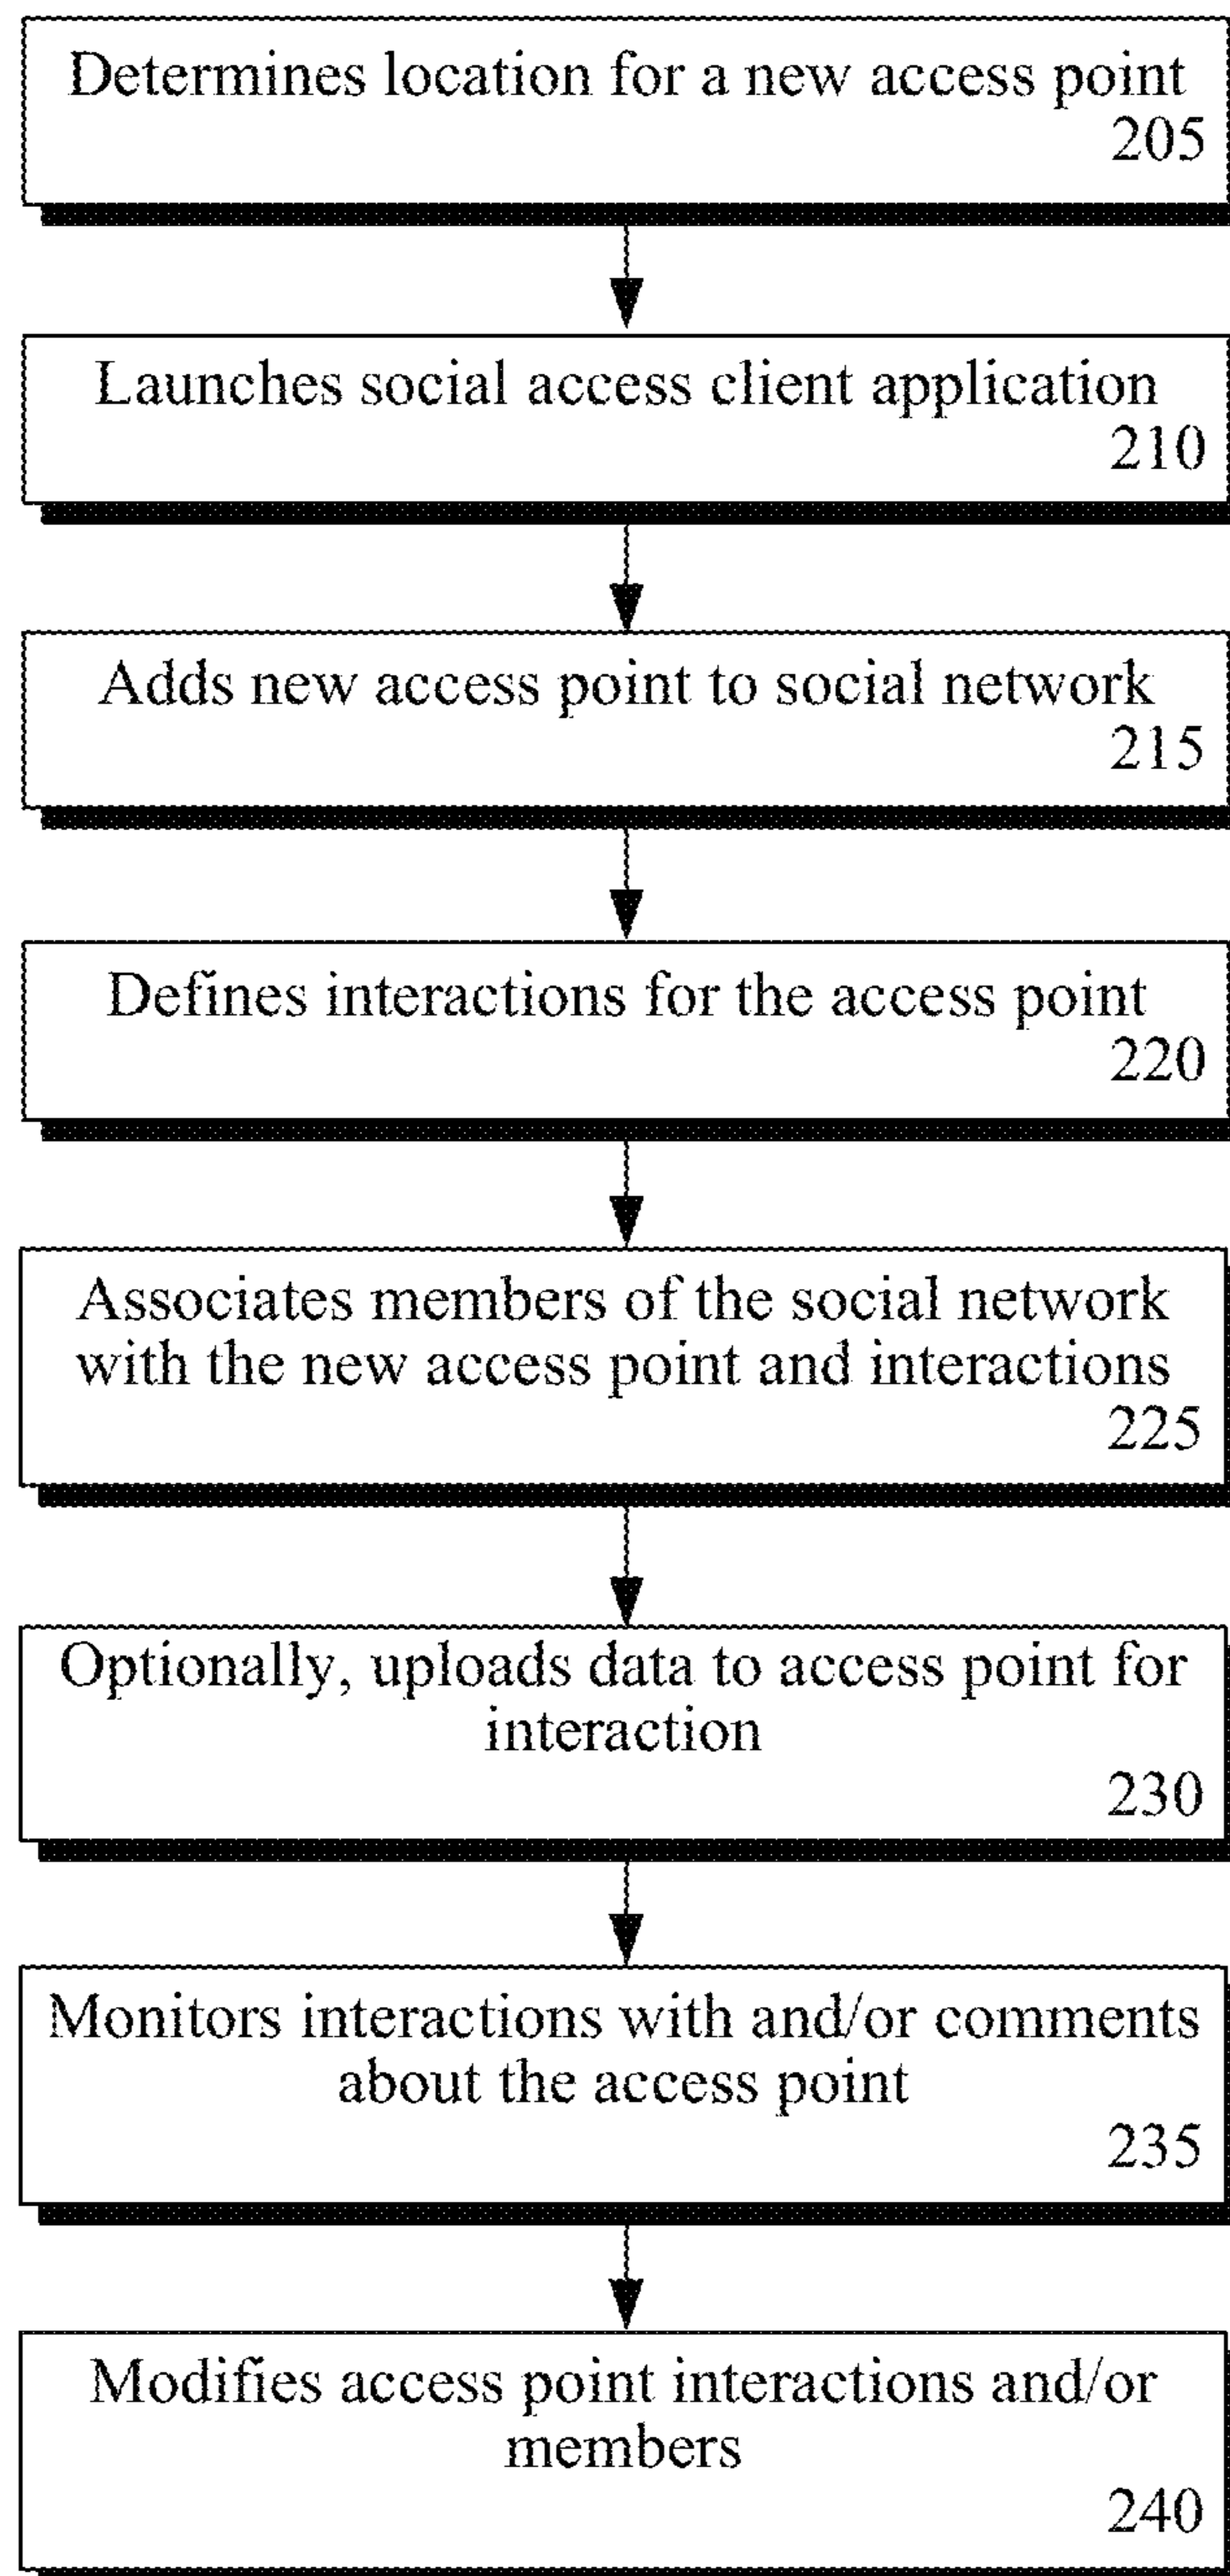 Determines location for a new access point
205
Launches social access client application
210
Adds new access point to social network
215
Defines interactions for the access point
220
Associates members of the social network
with the new access point and interactions
225
Optionally, uploads data to access point for
interaction
230
Monitors interactions with and/or comments
about the access point
235
Modifies access point interactions and/or
members
240